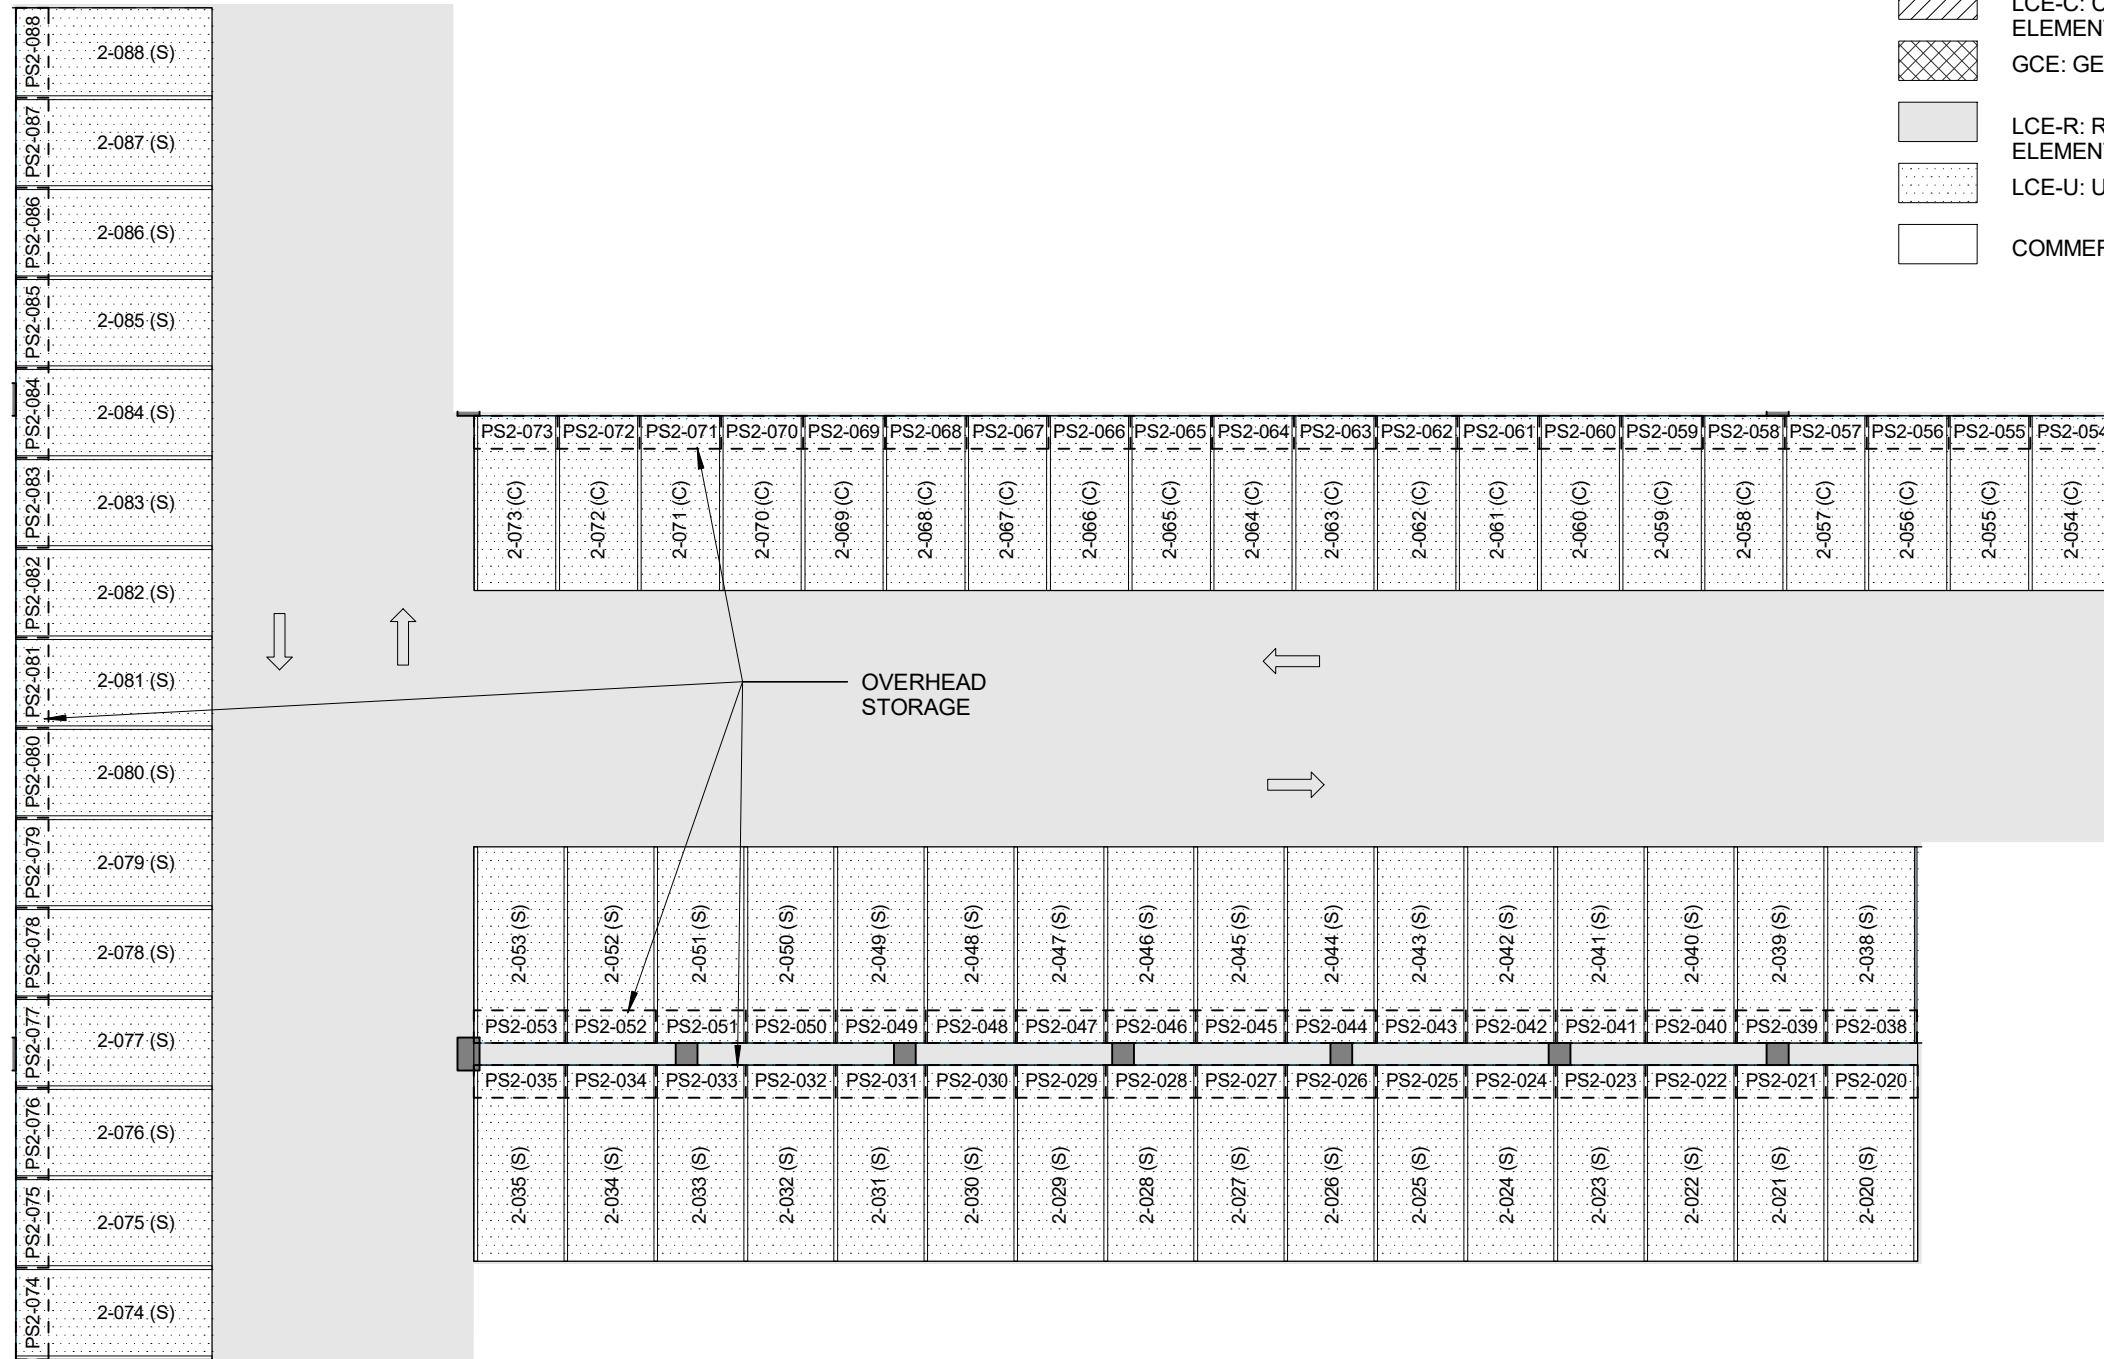 LCE-C: C
ELEMENT
GCE: GE
LCE-R: R
ELEMENT
LCE-U: U
COMMER
PS2-088 2-088 (S)
PS2-087 2-087 (S)
PS2-086 2-086 (S)
PS2-085 2-085 (S)
PS2-084 2-084 (S)
PS2-083 2-083 (S)
PS2-082 2-082 (S)
PS2-081 2-081 (S)
PS2-080 2-080 (S)
PS2-079 2-079 (S)
PS2-078 2-078 (S)
PS2-077 2-077 (S)
PS2-076 2-076 (S)
PS2-075 2-075 (S)
PS2-074 2-074 (S)
PS2-073 PS2-072 PS2-071 PS2-070 PS2-069 PS2-068 PS2-067 PS2-066 PS2-065 PS2-064 PS2-063 PS2-062 PS2-061 PS2-060 PS2-059 PS2-058 PS2-057 PS2-056 PS2-055 PS2-054
2-073 (C) 2-072 (C) 2-071 (C) 2-070 (C) 2-069 (C) 2-068 (C) 2-067 (C) 2-066 (C) 2-065 (C) 2-064 (C) 2-063 (C) 2-062 (C) 2-061 (C) 2-060 (C) 2-059 (C) 2-058 (C) 2-057 (C) 2-056 (C) 2-055 (C) 2-054 (C)
OVERHEAD
STORAGE
2-053 (S) 2-052 (S) 2-051 (S) 2-050 (S) 2-049 (S) 2-048 (S) 2-047 (S) 2-046 (S) 2-045 (S) 2-044 (S) 2-043 (S) 2-042 (S) 2-041 (S) 2-040 (S) 2-039 (S) 2-038 (S)
PS2-053 PS2-052 PS2-051 PS2-050 PS2-049 PS2-048 PS2-047 PS2-046 PS2-045 PS2-044 PS2-043 PS2-042 PS2-041 PS2-040 PS2-039 PS2-038
PS2-035 PS2-034 PS2-033 PS2-032 PS2-031 PS2-030 PS2-029 PS2-028 PS2-027 PS2-026 PS2-025 PS2-024 PS2-023 PS2-022 PS2-021 PS2-020
2-035 (S) 2-034 (S) 2-033 (S) 2-032 (S) 2-031 (S) 2-030 (S) 2-029 (S) 2-028 (S) 2-027 (S) 2-026 (S) 2-025 (S) 2-024 (S) 2-023 (S) 2-022 (S) 2-021 (S) 2-020 (S)